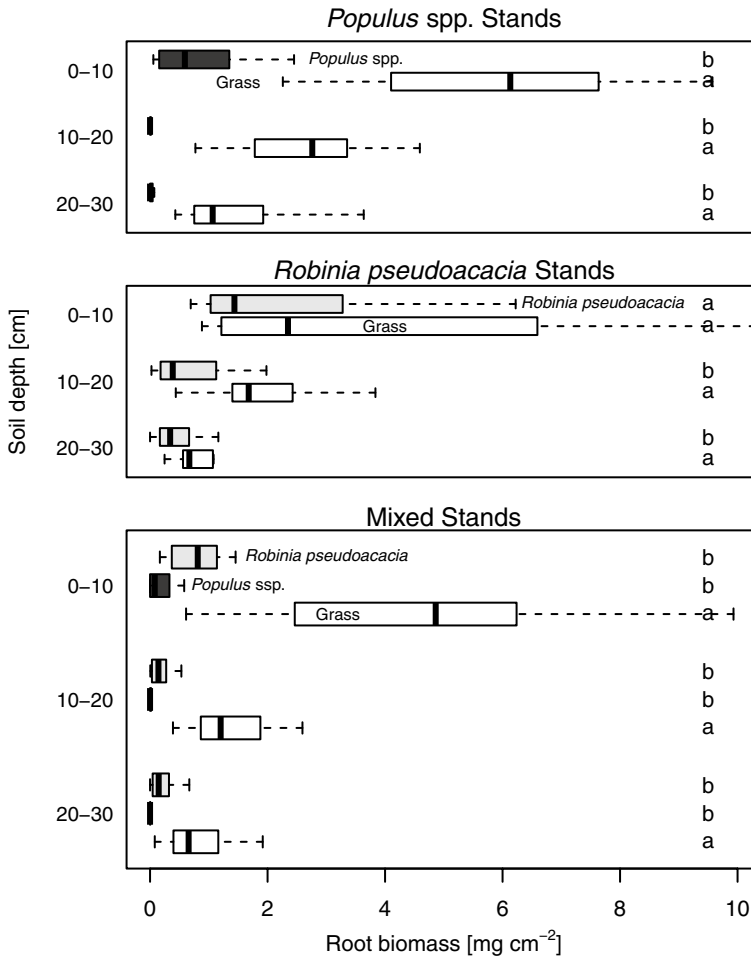 Populus spp. Stands
0–10
Populus spp.
b
Grass
a
10–20
b
a
20–30
b
a
Robinia pseudoacacia Stands
0–10
Robinia pseudoacacia
a
Grass
a
10–20
b
a
20–30
b
a
Soil depth [cm]
Mixed Stands
Robinia pseudoacacia
b
0–10
Populus ssp.
b
Grass
a
10–20
b
b
a
20–30
b
b
a
0 2 4 6 8 10
Root biomass [mg cm⁻²]